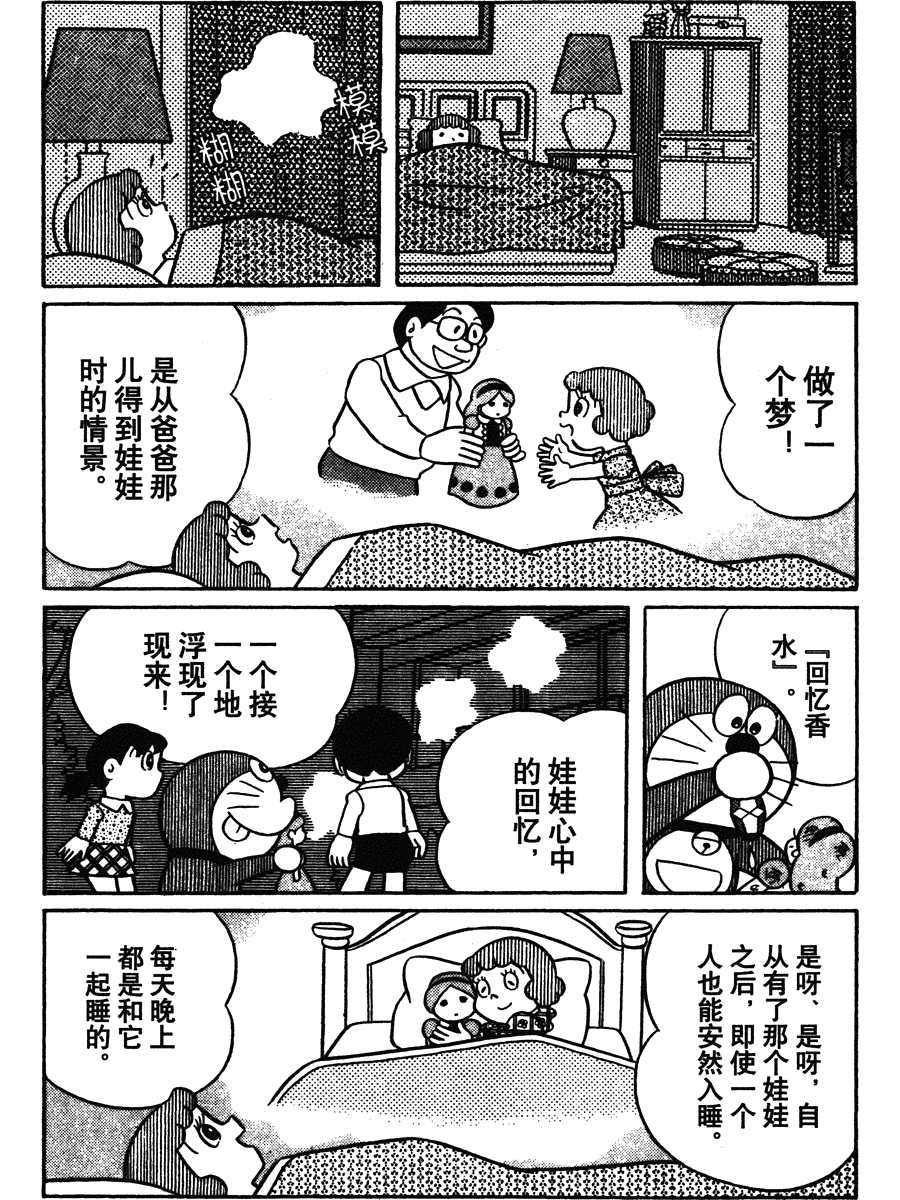 模模
糊糊
做了一
个梦！
是从爸爸那
儿得到娃娃
时的情景。
『回忆香
水』。
娃娃心中
的回忆，
一个接
一个地
浮现了
现来！
是呀、是呀，自
从有了那个娃娃
之后，即使一个
人也能安然入睡。
每天晚上
都是和它
一起睡的。